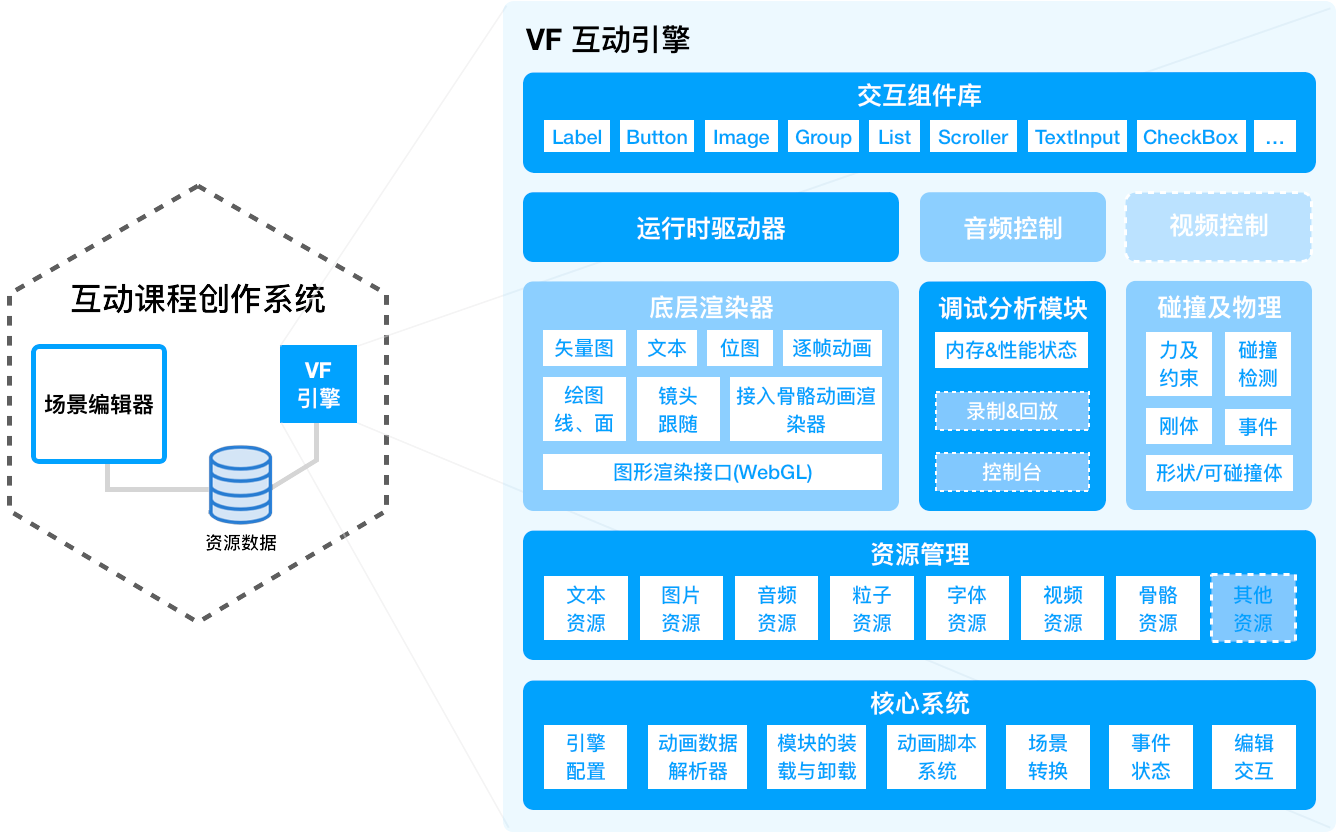 互动课程创作系统
场景编辑器
VF
引擎
资源数据
VF 互动引擎
交互组件库
Label Button Image Group List Scroller TextInput CheckBox ...
运行时驱动器
音频控制
视频控制
底层渲染器
矢量图 文本 位图 逐帧动画
绘图
线、面
镜头
跟随
接入骨骼动画渲
染器
图形渲染接口(WebGL)
调试分析模块
内存&性能状态
录制&回放
控制台
碰撞及物理
力及
约束
碰撞
检测
刚体 事件
形状/可碰撞体
资源管理
文本
资源
图片
资源
音频
资源
粒子
资源
字体
资源
视频
资源
骨骼
资源
其他
资源
核心系统
引擎
配置
动画数据
解析器
模块的装
载与卸载
动画脚本
系统
场景
转换
事件
状态
编辑
交互